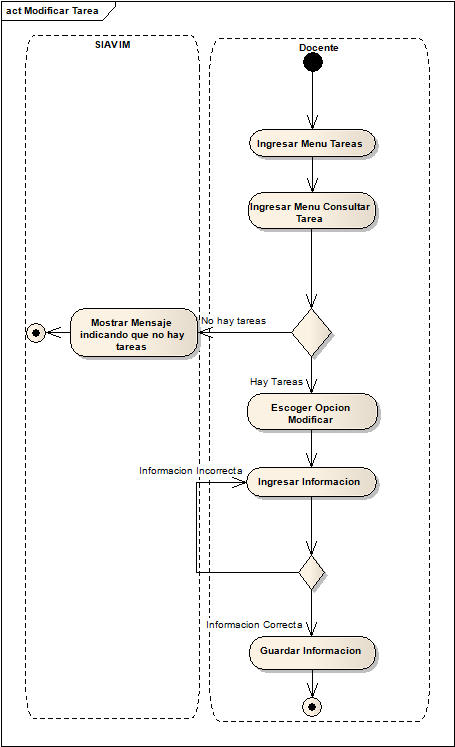 act Modificar Tarea
SIAVIM
Docente
Ingresar Menu Tareas
Ingresar Menu Consultar
Tarea
No hay tareas
Mostrar Mensaje
indicando que no hay
tareas
Hay Tareas
Escoger Opcion
Modificar
Informacion Incorrecta
Ingresar Informacion
Informacion Correcta
Guardar Informacion